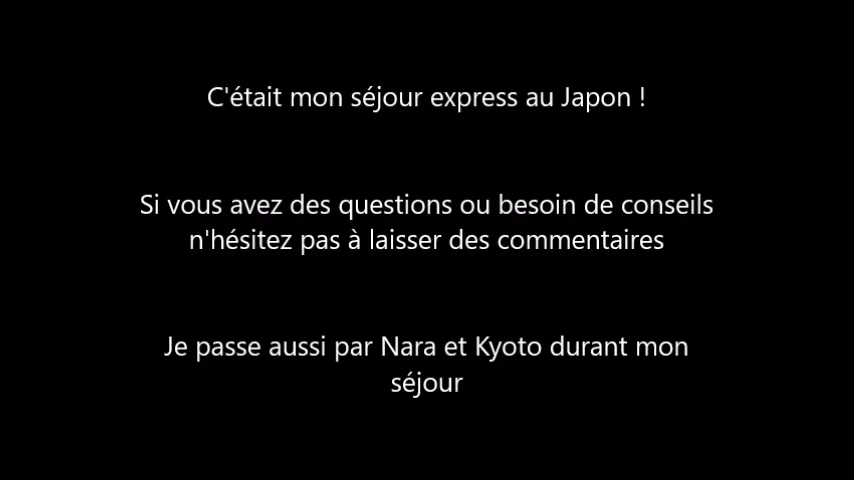 C'était mon séjour express au Japon !
Si vous avez des questions ou besoin de conseils
n'hésitez pas à laisser des commentaires
Je passe aussi par Nara et Kyoto durant mon
séjour